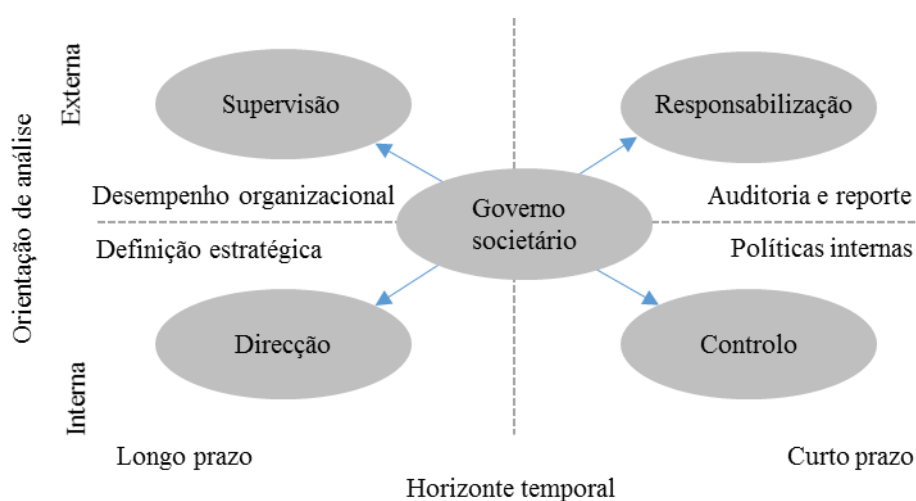 Orientação de análise
Externa
Interna
Supervisão
Responsabilização
Desempenho organizacional
Auditoria e reporte
Governo
societário
Definição estratégica
Políticas internas
Direcção
Controlo
Longo prazo
Curto prazo
Horizonte temporal